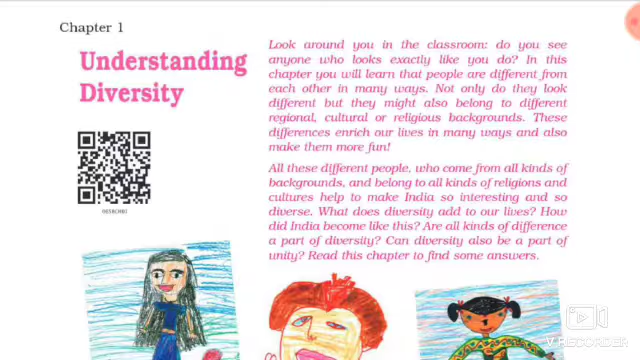 Chapter 1
Understanding
Diversity
Look around you in the classroom: do you see
anyone who looks exactly like you do? In this
chapter you will learn that people are different from
each other in many ways. Not only do they look
different but they might also belong to different
regional, cultural or religious backgrounds. These
differences enrich our lives in many ways and also
make them more fun!
All these different people, who come from all kinds of
backgrounds, and belong to all kinds of religions and
cultures help to make India so interesting and so
diverse. What does diversity add to our lives? How
did India become like this? Are all kinds of difference
a part of diversity? Can diversity also be a part of
unity? Read this chapter to find some answers.
V RECORDER